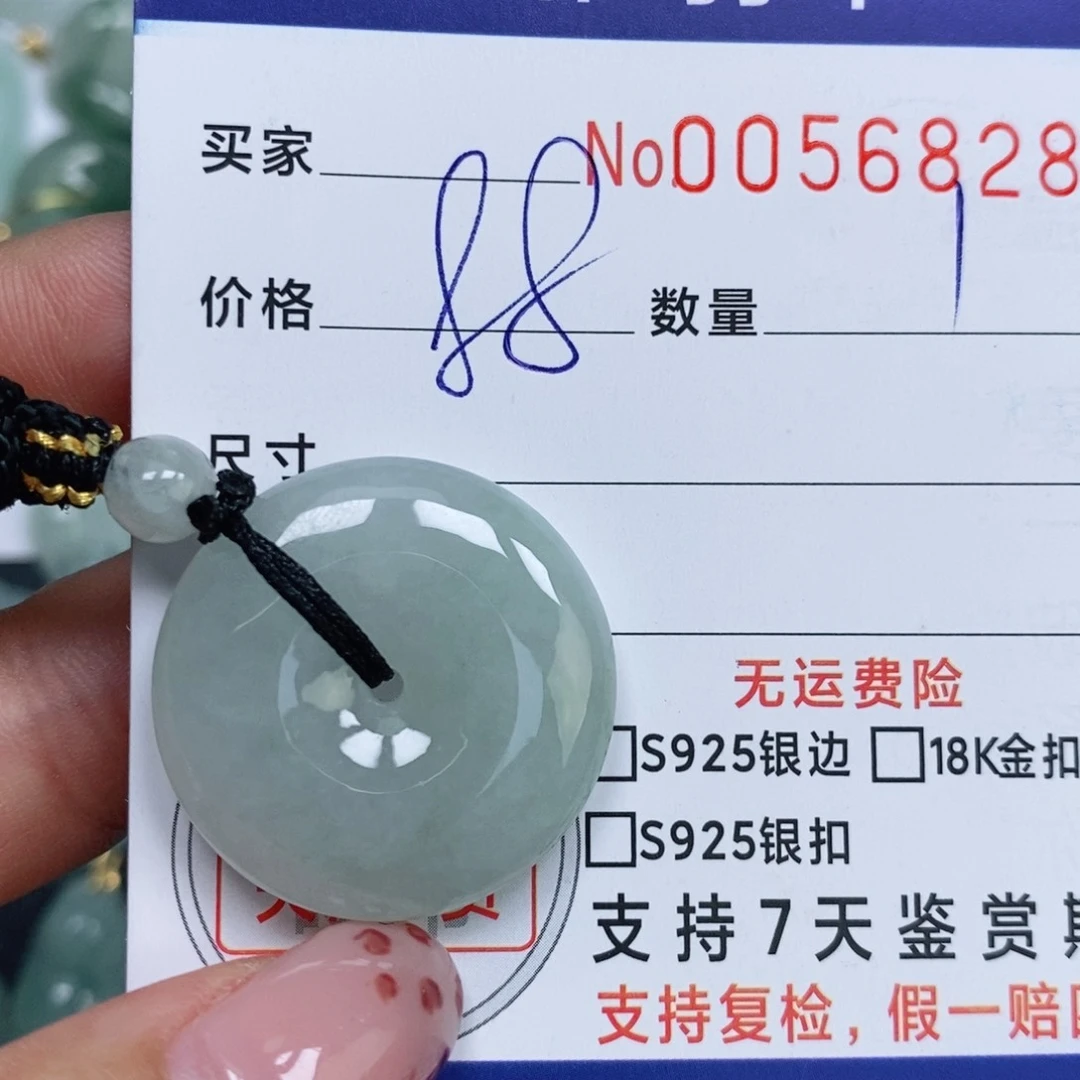 买家 No.0056828
价格 88 数量 1
尺寸
无运费险
S925银边 18K金扣
S925银扣
支持7天鉴赏
支持复检，假一赔